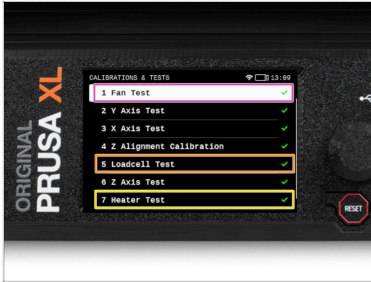 ORIGINAL
PRUSA XL
CALIBRATIONS & TESTS 13:09
1 Fan Test
2 Y Axis Test
3 X Axis Test
4 Z Alignment Calibration
5 Loadcell Test
6 Z Axis Test
7 Heater Test
RESET